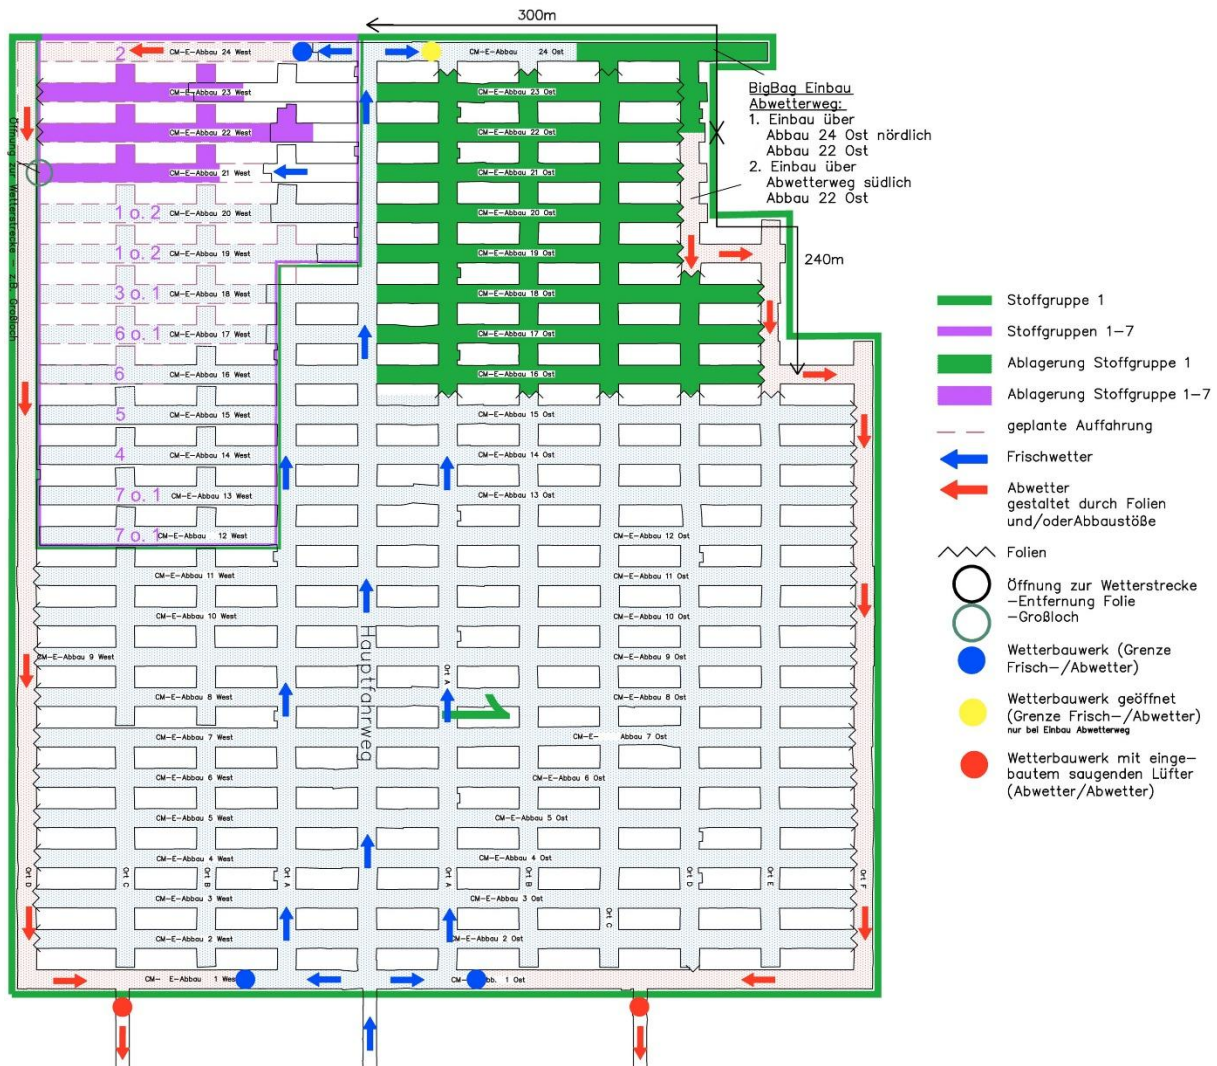 300m
2
CM-E-Abbau 24 West
CM-E-Abbau 24 Ost
CM-E-Abbau 23 West
CM-E-Abbau 23 Ost
CM-E-Abbau 22 West
CM-E-Abbau 22 Ost
CM-E-Abbau 21 West
CM-E-Abbau 21 Ost
1 o. 2
CM-E-Abbau 20 West
CM-E-Abbau 20 Ost
1 o. 2
CM-E-Abbau 19 West
CM-E-Abbau 19 Ost
3 o. 1
CM-E-Abbau 18 West
CM-E-Abbau 18 Ost
6 o. 1
CM-E-Abbau 17 West
CM-E-Abbau 17 Ost
6
CM-E-Abbau 16 West
CM-E-Abbau 16 Ost
5
CM-E-Abbau 15 West
CM-E-Abbau 15 Ost
4
CM-E-Abbau 14 West
CM-E-Abbau 14 Ost
7 o. 1
CM-E-Abbau 13 West
CM-E-Abbau 13 Ost
7 o. 1
CM-E-Abbau 12 West
CM-E-Abbau 12 Ost
CM-E-Abbau 11 West
CM-E-Abbau 11 Ost
CM-E-Abbau 10 West
CM-E-Abbau 10 Ost
CM-E-Abbau 9 West
CM-E-Abbau 9 Ost
CM-E-Abbau 8 West
CM-E-Abbau 8 Ost
CM-E-Abbau 7 West
CM-E- Abbau 7 Ost
CM-E-Abbau 6 West
CM-E-Abbau 6 Ost
CM-E-Abbau 5 West
CM-E-Abbau 5 Ost
CM-E-Abbau 4 West
CM-E-Abbau 4 Ost
CM-E-Abbau 3 West
CM-E-Abbau 3 Ost
CM-E-Abbau 2 West
CM-E-Abbau 2 Ost
CM- E-Abbau 1 West
1 Ost
Öffnung zur Wetterstrecke – z.B. Großloch
Hauptfahrweg
Ort A
1
Ort D
Ort C
Ort B
Ort A
Ort A
Ort B
Ort C
Ort D
Ort E
Ort F
BigBag Einbau
Abwetterweg:
1. Einbau über
Abbau 24 Ost nördlich
Abbau 22 Ost
2. Einbau über
Abwetterweg südlich
Abbau 22 Ost
240m
Stoffgruppe 1
Stoffgruppen 1-7
Ablagerung Stoffgruppe 1
Ablagerung Stoffgruppe 1-7
geplante Auffahrung
Frischwetter
Abwetter
gestaltet durch Folien
und/oderAbbaustöße
Folien
Öffnung zur Wetterstrecke
-Entfernung Folie
-Großloch
Wetterbauwerk (Grenze
Frisch-/Abwetter)
Wetterbauwerk geöffnet
(Grenze Frisch-/Abwetter)
nur bei Einbau Abwetterweg
Wetterbauwerk mit einge-
bautem saugenden Lüfter
(Abwetter/Abwetter)